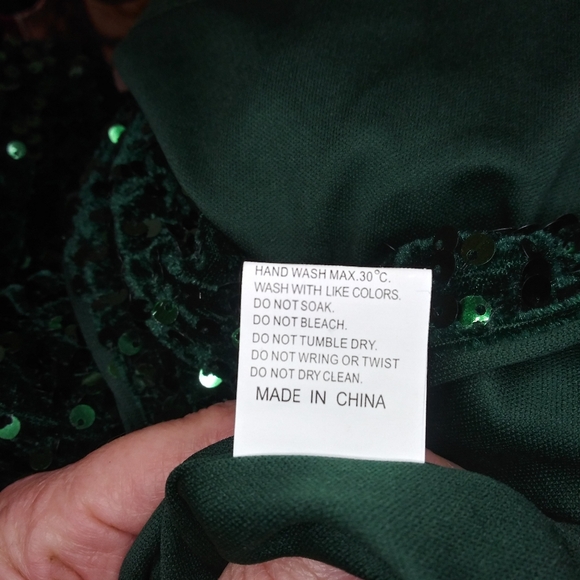 HAND WASH MAX.30°C.
WASH WITH LIKE COLORS.
DO NOT SOAK.
DO NOT BLEACH.
DO NOT TUMBLE DRY.
DO NOT WRING OR TWIST
DO NOT DRY CLEAN.
MADE IN CHINA